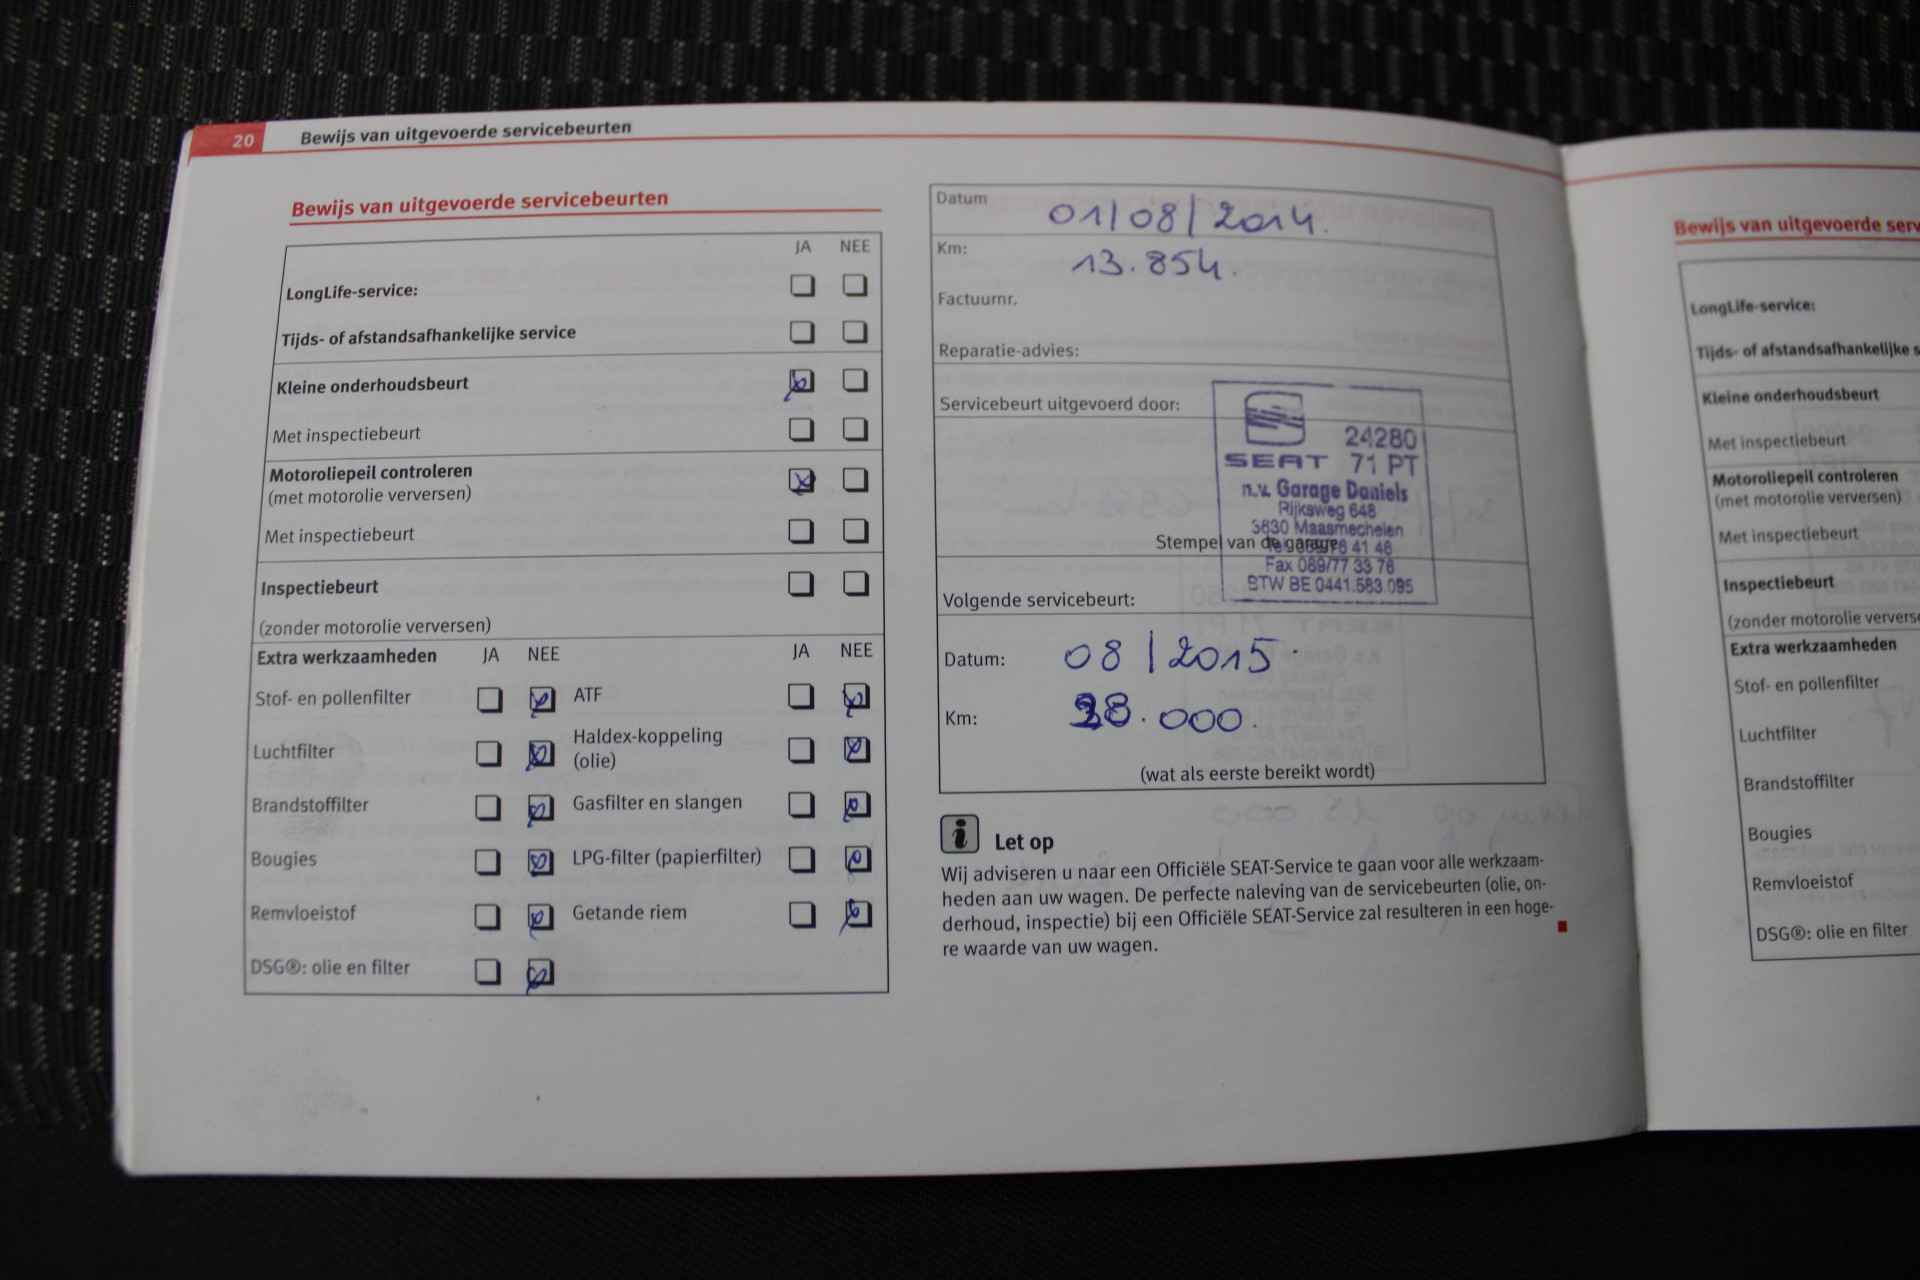 20 Bewijs van uitgevoerde servicebeurten
Bewijs van uitgevoerde servicebeurten
JA NEE
LongLife-service:
Tijds- of afstandsafhankelijke service
Kleine onderhoudsbeurt
Met inspectiebeurt
Motoroliepeil controleren
(met motorolie verversen)
Met inspectiebeurt
Inspectiebeurt
(zonder motorolie verversen)
Extra werkzaamheden JA NEE JA NEE
Stof- en pollenfilter ATF
Luchtfilter Haldex-koppeling
(olie)
Brandstoffilter Gasfilter en slangen
Bougies LPG-filter (papierfilter)
Remvloeistof Getande riem
DSG®: olie en filter
Datum 01/08/2014.
Km: 13.854.
Factuurnr.
Reparatie-advies:
Servicebeurt uitgevoerd door:
24280
SEAT 71 PT
n.v. Garage Daniels
Rijksweg 648
3630 Maasmechelen
Stempel van de garage
Fax 089/77 33 76
BTW BE 0441.583.095
Volgende servicebeurt:
Datum: 08/2015.
Km: 28.000.
(wat als eerste bereikt wordt)
Let op
Wij adviseren u naar een Officiële SEAT-Service te gaan voor alle werkzaam-
heden aan uw wagen. De perfecte naleving van de servicebeurten (olie, on-
derhoud, inspectie) bij een Officiële SEAT-Service zal resulteren in een hoge-
re waarde van uw wagen.
Bewijs van uitgevoerde serv
LongLife-service:
Tijds- of afstandsafhankelijke s
Kleine onderhoudsbeurt
Met inspectiebeurt
Motoroliepeil controleren
(met motorolie verversen)
Met inspectiebeurt
Inspectiebeurt
(zonder motorolie ververse
Extra werkzaamheden
Stof- en pollenfilter
Luchtfilter
Brandstoffilter
Bougies
Remvloeistof
DSG®: olie en filter